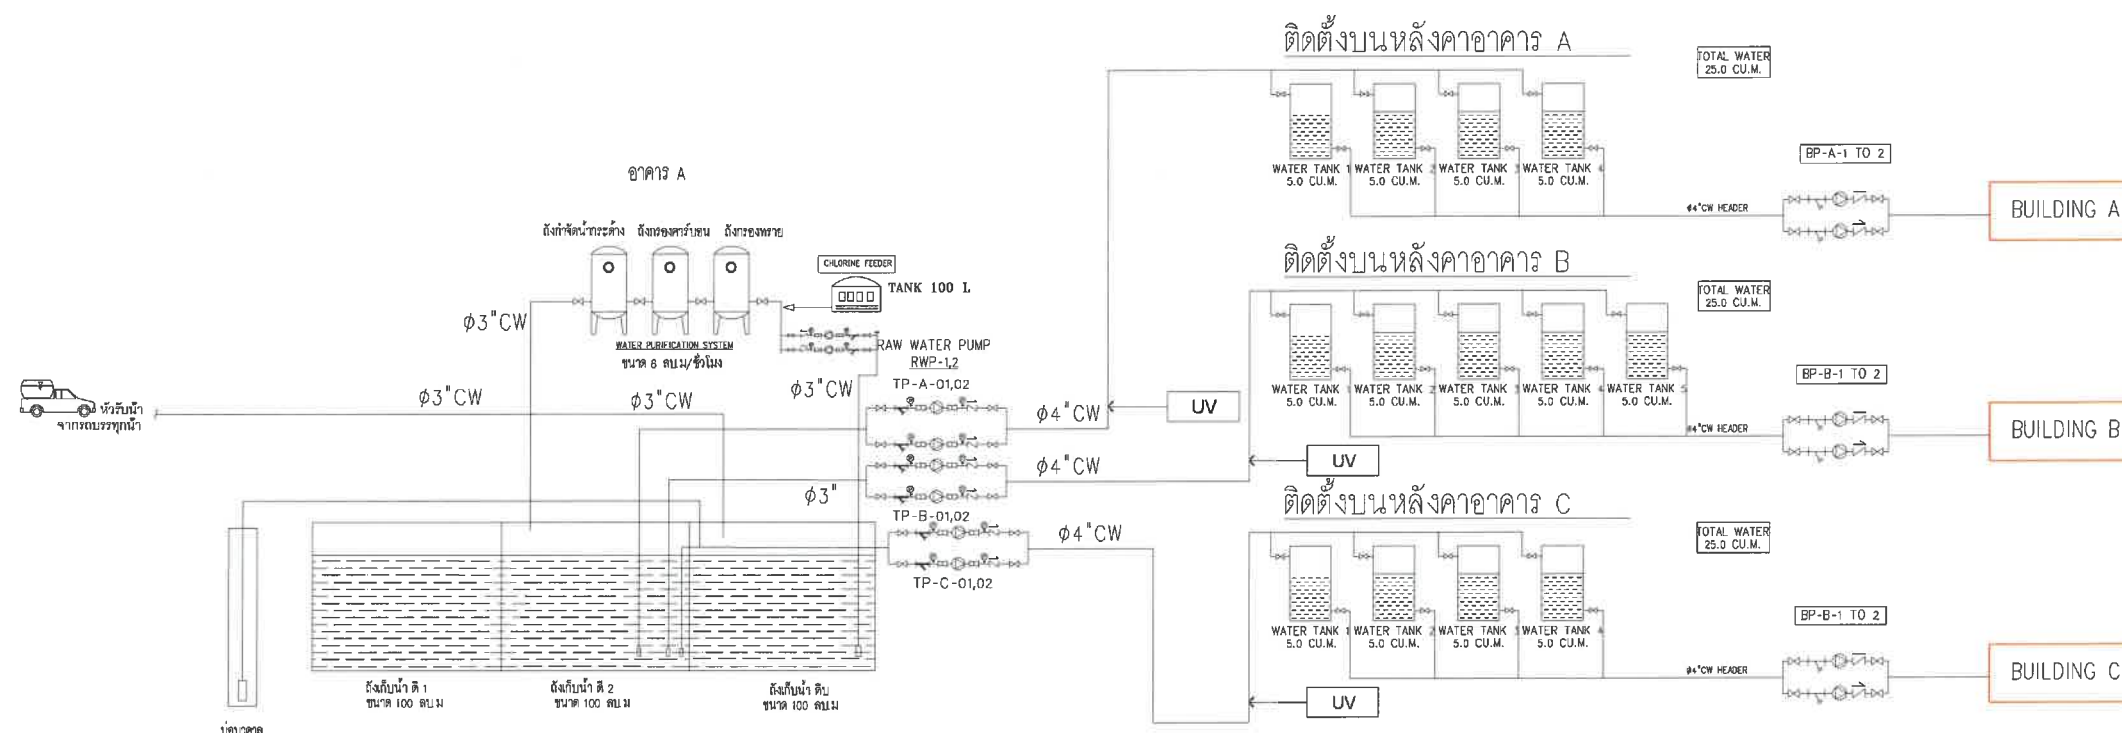 ติดตั้งบนหลังคาอาคาร A
TOTAL WATER
25.0 CU.M.
WATER TANK 1
5.0 CU.M.
WATER TANK 2
5.0 CU.M.
WATER TANK 3
5.0 CU.M.
WATER TANK 4
5.0 CU.M.
BP-A-1 TO 2
ø4"CW HEADER
BUILDING A
อาคาร A
ถังกำจัดน้ำกระด้าง
ถังกรองคาร์บอน
ถังกรองทราย
CHLORINE FEEDER
TANK 100 L
φ3"CW
WATER PURIFICATION SYSTEM
ขนาด 6 ลบ.ม/ชั่วโมง
RAW WATER PUMP
RWP-1,2
φ3"CW
TP-A-01,02
ติดตั้งบนหลังคาอาคาร B
TOTAL WATER
25.0 CU.M.
WATER TANK 1
5.0 CU.M.
WATER TANK 2
5.0 CU.M.
WATER TANK 3
5.0 CU.M.
WATER TANK 4
5.0 CU.M.
WATER TANK 5
5.0 CU.M.
BP-B-1 TO 2
ø4"CW HEADER
BUILDING B
หัวรับน้ำ
จากรถบรรทุกน้ำ
φ3"CW
φ3"CW
φ4"CW
UV
φ4"CW
UV
φ3"
TP-B-01,02
φ4"CW
TP-C-01,02
ติดตั้งบนหลังคาอาคาร C
TOTAL WATER
25.0 CU.M.
WATER TANK 1
5.0 CU.M.
WATER TANK 2
5.0 CU.M.
WATER TANK 3
5.0 CU.M.
WATER TANK 4
5.0 CU.M.
BP-B-1 TO 2
ø4"CW HEADER
BUILDING C
UV
ถังเก็บน้ำ ดี 1
ขนาด 100 ลบ.ม
ถังเก็บน้ำ ดี 2
ขนาด 100 ลบ.ม
ถังเก็บน้ำ ดิบ
ขนาด 100 ลบ.ม
บ่อบาดาล